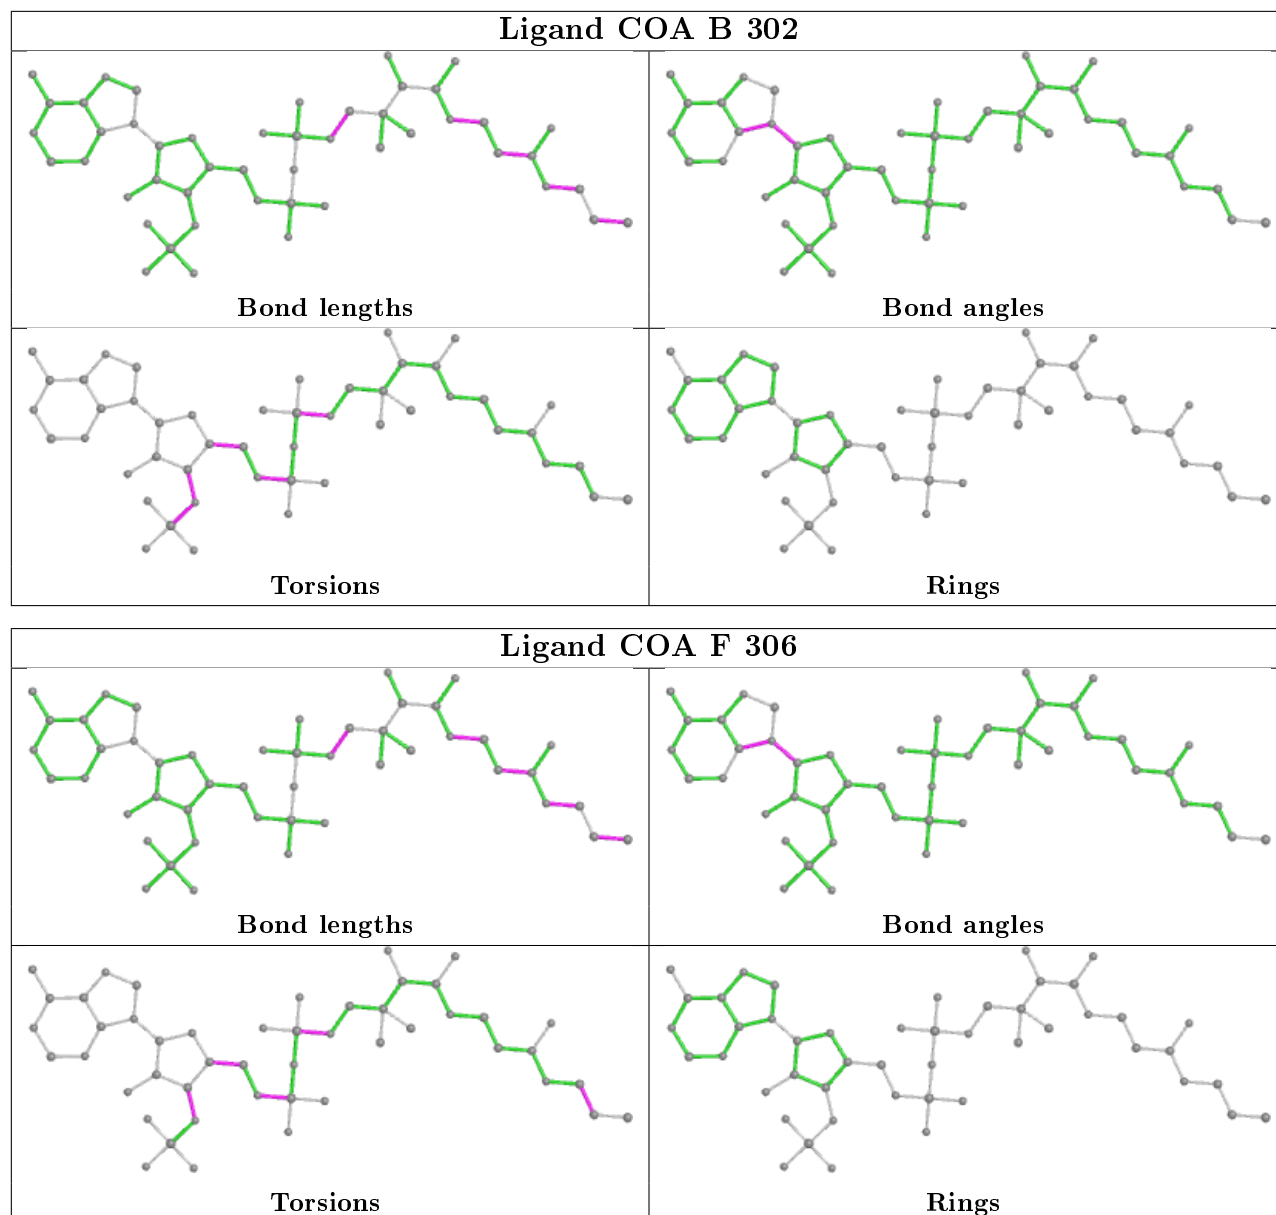 Ligand COA B 302
Bond lengths
Bond angles
Torsions
Rings
Ligand COA F 306
Bond lengths
Bond angles
Torsions
Rings